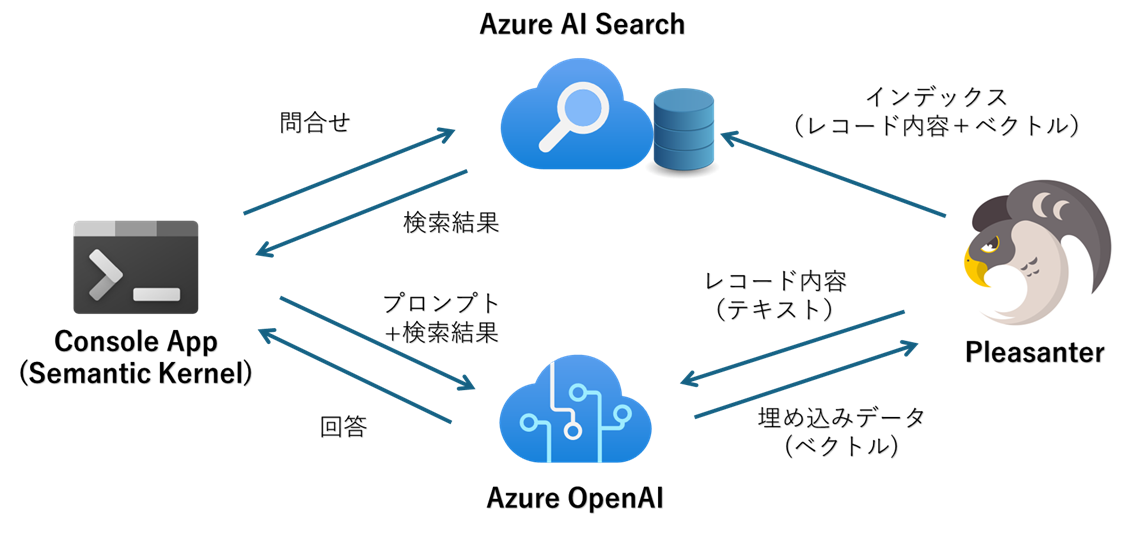 Azure AI Search
問合せ
インデックス
（レコード内容＋ベクトル）
検索結果
レコード内容
（テキスト）
プロンプト
+検索結果
Console App
(Semantic Kernel)
Pleasanter
回答
埋め込みデータ
(ベクトル)
Azure OpenAI